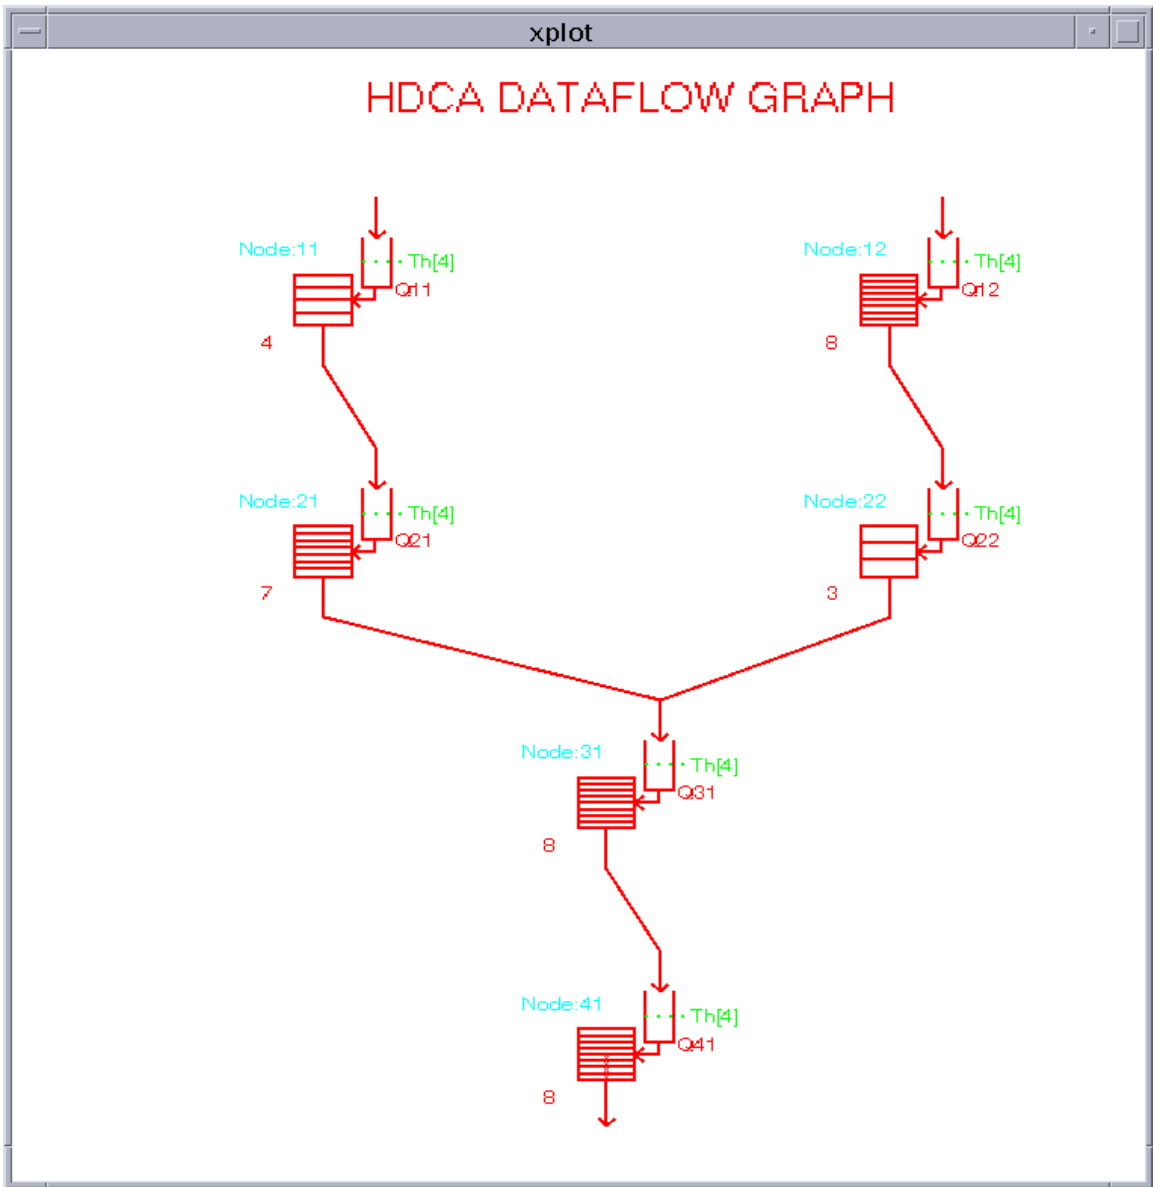 xplot
HDCA DATAFLOW GRAPH
Node:11
Th[4]
Q11
4
Node:12
Th[4]
Q12
8
Node:21
Th[4]
Q21
7
Node:22
Th[4]
Q22
3
Node:31
Th[4]
Q31
8
Node:41
Th[4]
Q41
8